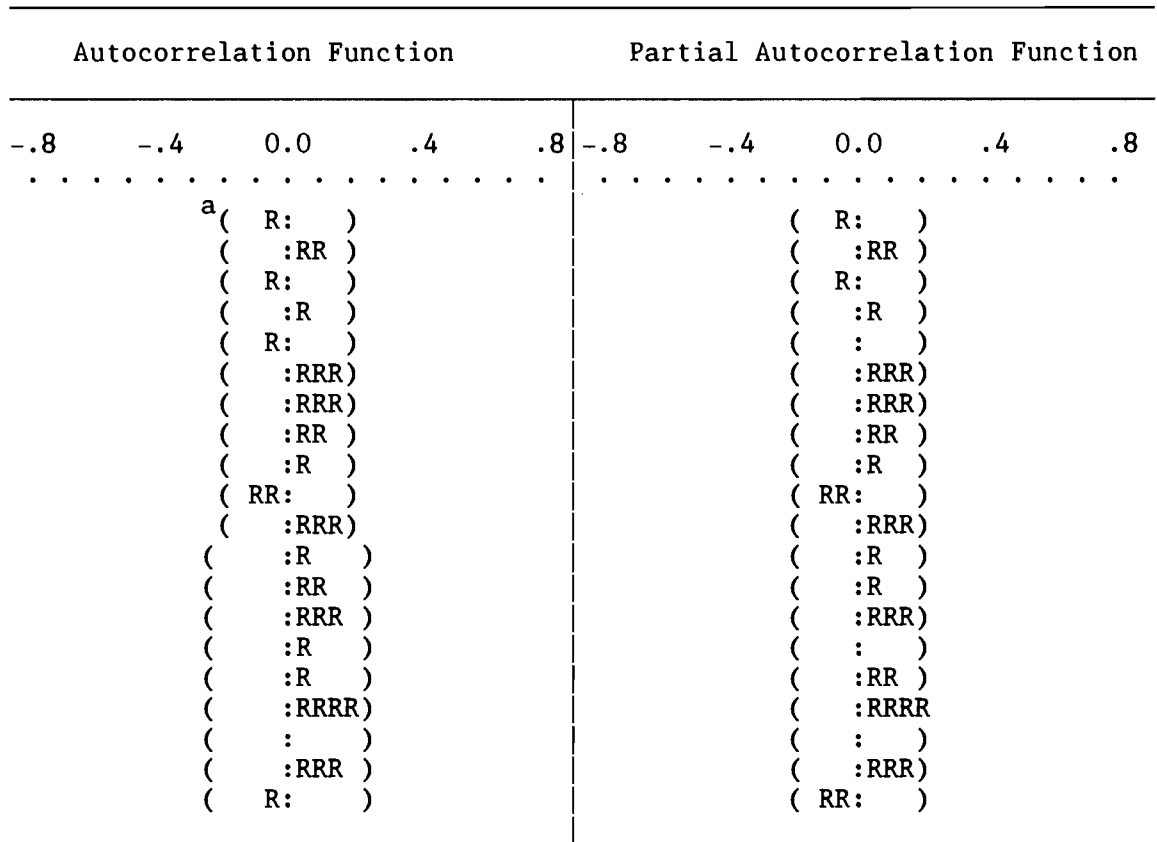 Autocorrelation Function Partial Autocorrelation Function
-.8 -.4 0.0 .4 .8 -.8 -.4 0.0 .4 .8
. . . . . . . . . . . . . . . . . . . . . . . . . . . . . . . . . .
a(  R:   ) (  R:   )
(   :RR ) (   :RR )
(  R:   ) (  R:   )
(   :R  ) (   :R  )
(  R:   ) (   :   )
(   :RRR) (   :RRR)
(   :RRR) (   :RRR)
(   :RR ) (   :RR )
(   :R  ) (   :R  )
( RR:   ) ( RR:   )
(   :RRR) (   :RRR)
(    :R   ) (   :R  )
(    :RR  ) (   :R  )
(    :RRR ) (   :RRR)
(    :R   ) (   :   )
(    :R   ) (   :RR )
(    :RRRR) (   :RRRR
(    :    ) (   :   )
(    :RRR ) (   :RRR)
(   R:    ) ( RR:   )